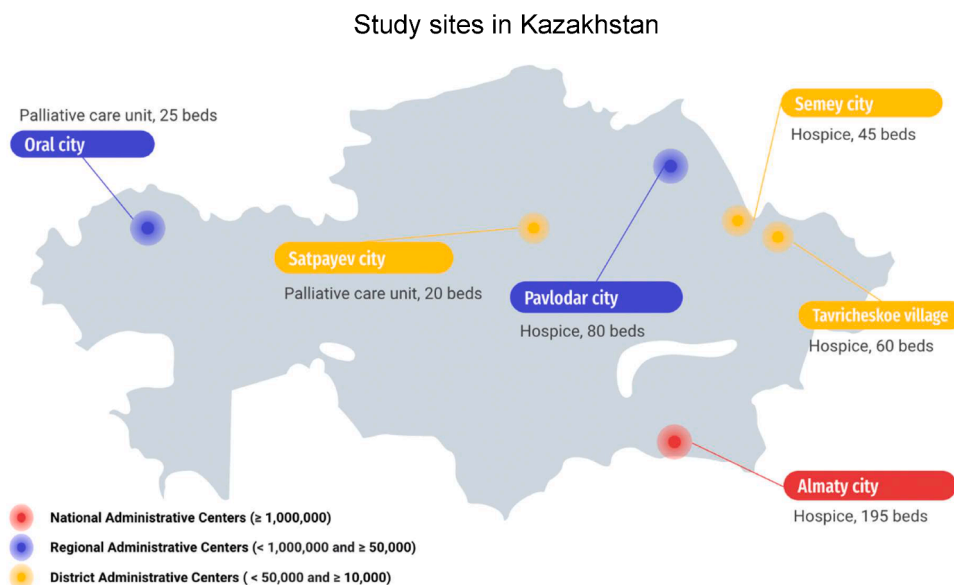 Study sites in Kazakhstan
Palliative care unit, 25 beds
Oral city
Semey city
Hospice, 45 beds
Satpayev city
Palliative care unit, 20 beds
Pavlodar city
Hospice, 80 beds
Tavricheskoe village
Hospice, 60 beds
Almaty city
Hospice, 195 beds
National Administrative Centers (≥ 1,000,000)
Regional Administrative Centers (< 1,000,000 and ≥ 50,000)
District Administrative Centers ( < 50,000 and ≥ 10,000)